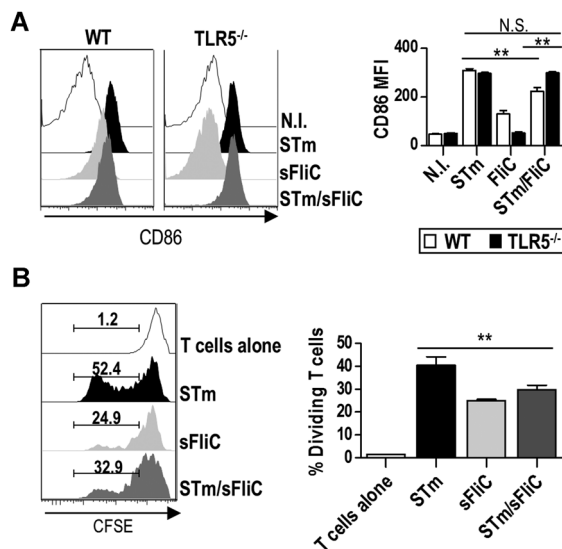 A
WT
TLR5-/-
N.I.
STm
sFliC
STm/sFliC
CD86
N.S.
**
**
CD86 MFI
400
200
0
N.I.
STm
FliC
STm/FliC
WT TLR5-/-
B
1.2
T cells alone
52.4
STm
24.9
sFliC
32.9
STm/sFliC
CFSE
**
% Dividing T cells
50
40
30
20
10
0
T cells alone
STm
sFliC
STm/sFliC